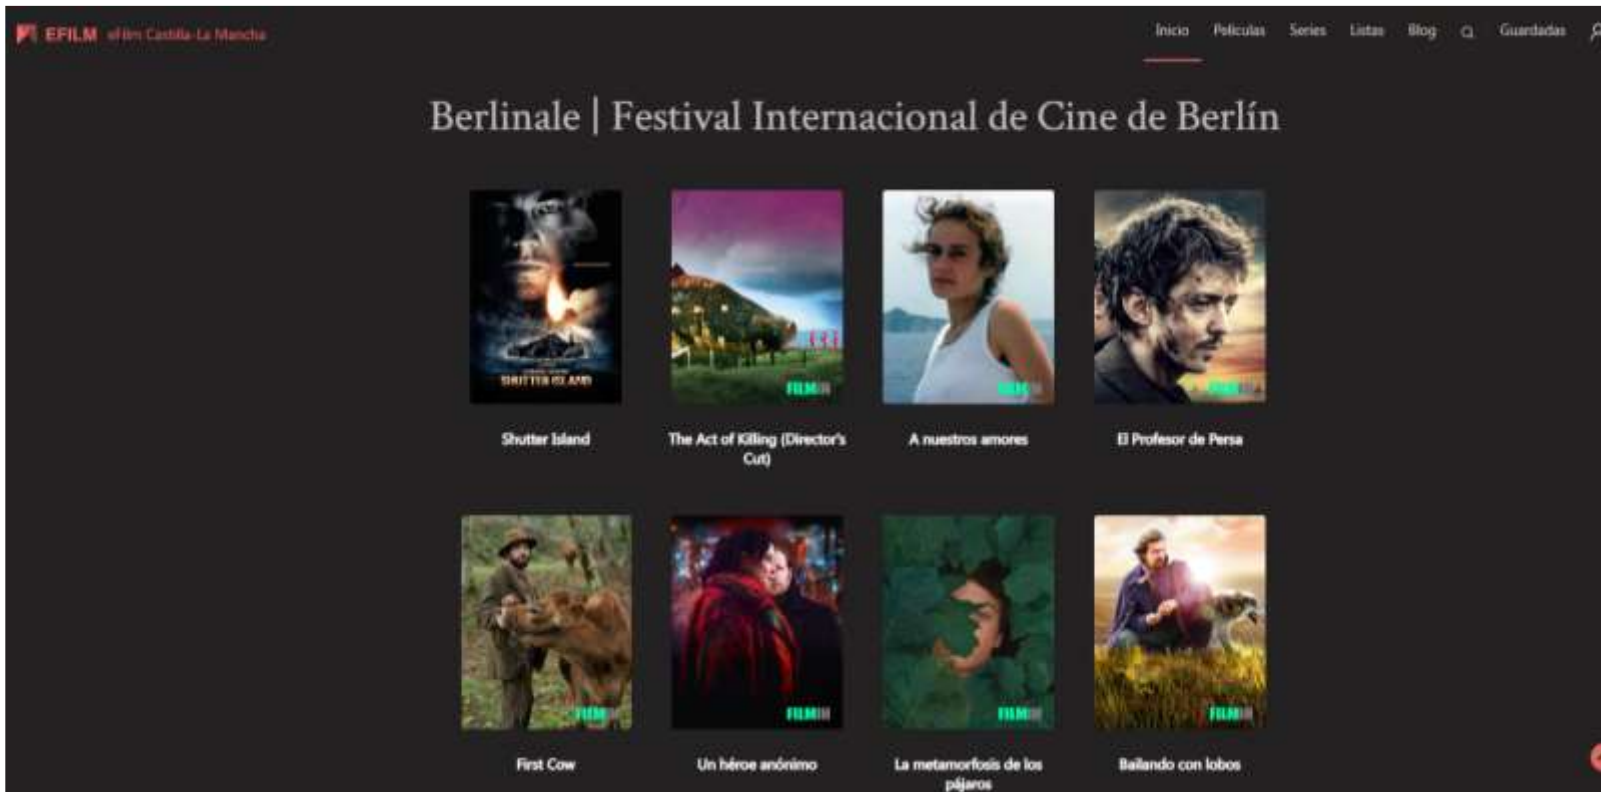 EFILM eFilm Castilla-La Mancha
Inicio Películas Series Listas Blog Guardadas
Berlinale | Festival Internacional de Cine de Berlín
SHUTTER ISLAND
FILMIN
FILMIN
FILMIN
Shutter Island
The Act of Killing (Director's
Cut)
A nuestros amores
El Profesor de Persa
FILMIN
FILMIN
FILMIN
FILMIN
First Cow
Un héroe anónimo
La metamorfosis de los
pájaros
Bailando con lobos